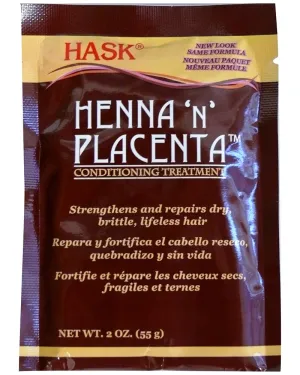 HASK®
NEW LOOK
SAME FORMULA
NOUVEAU PAQUET
MÊME FORMULE
HENNA 'N'
PLACENTA™
CONDITIONING TREATMENT
Strengthens and repairs dry,
brittle, lifeless hair
Repara y fortifica el cabello reseco,
quebradizo y sin vida
Fortifie et répare les cheveux secs,
fragiles et ternes
NET WT. 2 OZ. (55 g)